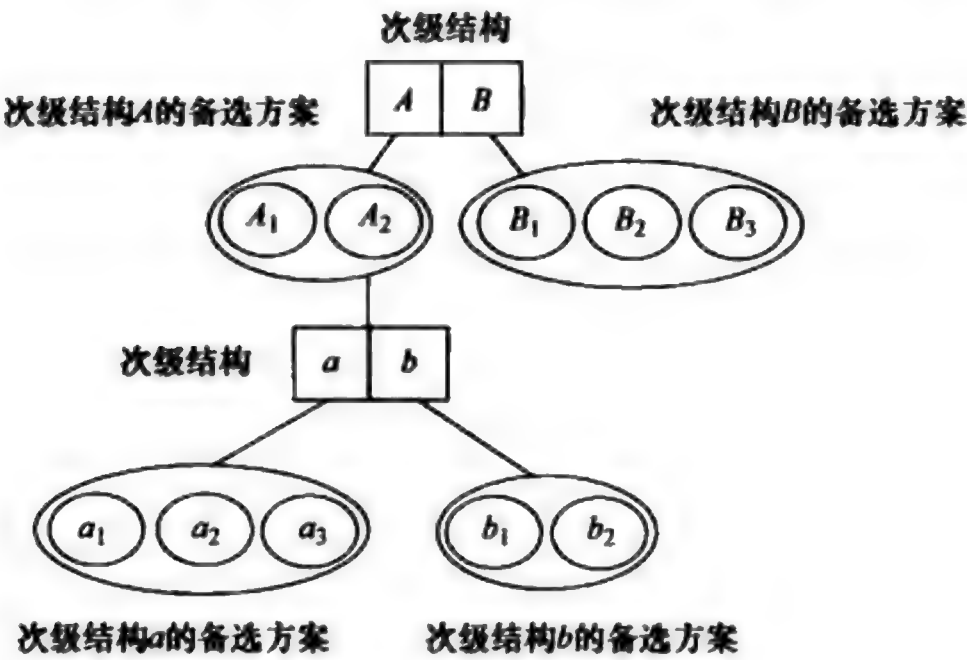 次级结构
A B
次级结构A的备选方案
次级结构B的备选方案
A1 A2
B1 B2 B3
次级结构
a b
a1 a2 a3
b1 b2
次级结构a的备选方案
次级结构b的备选方案